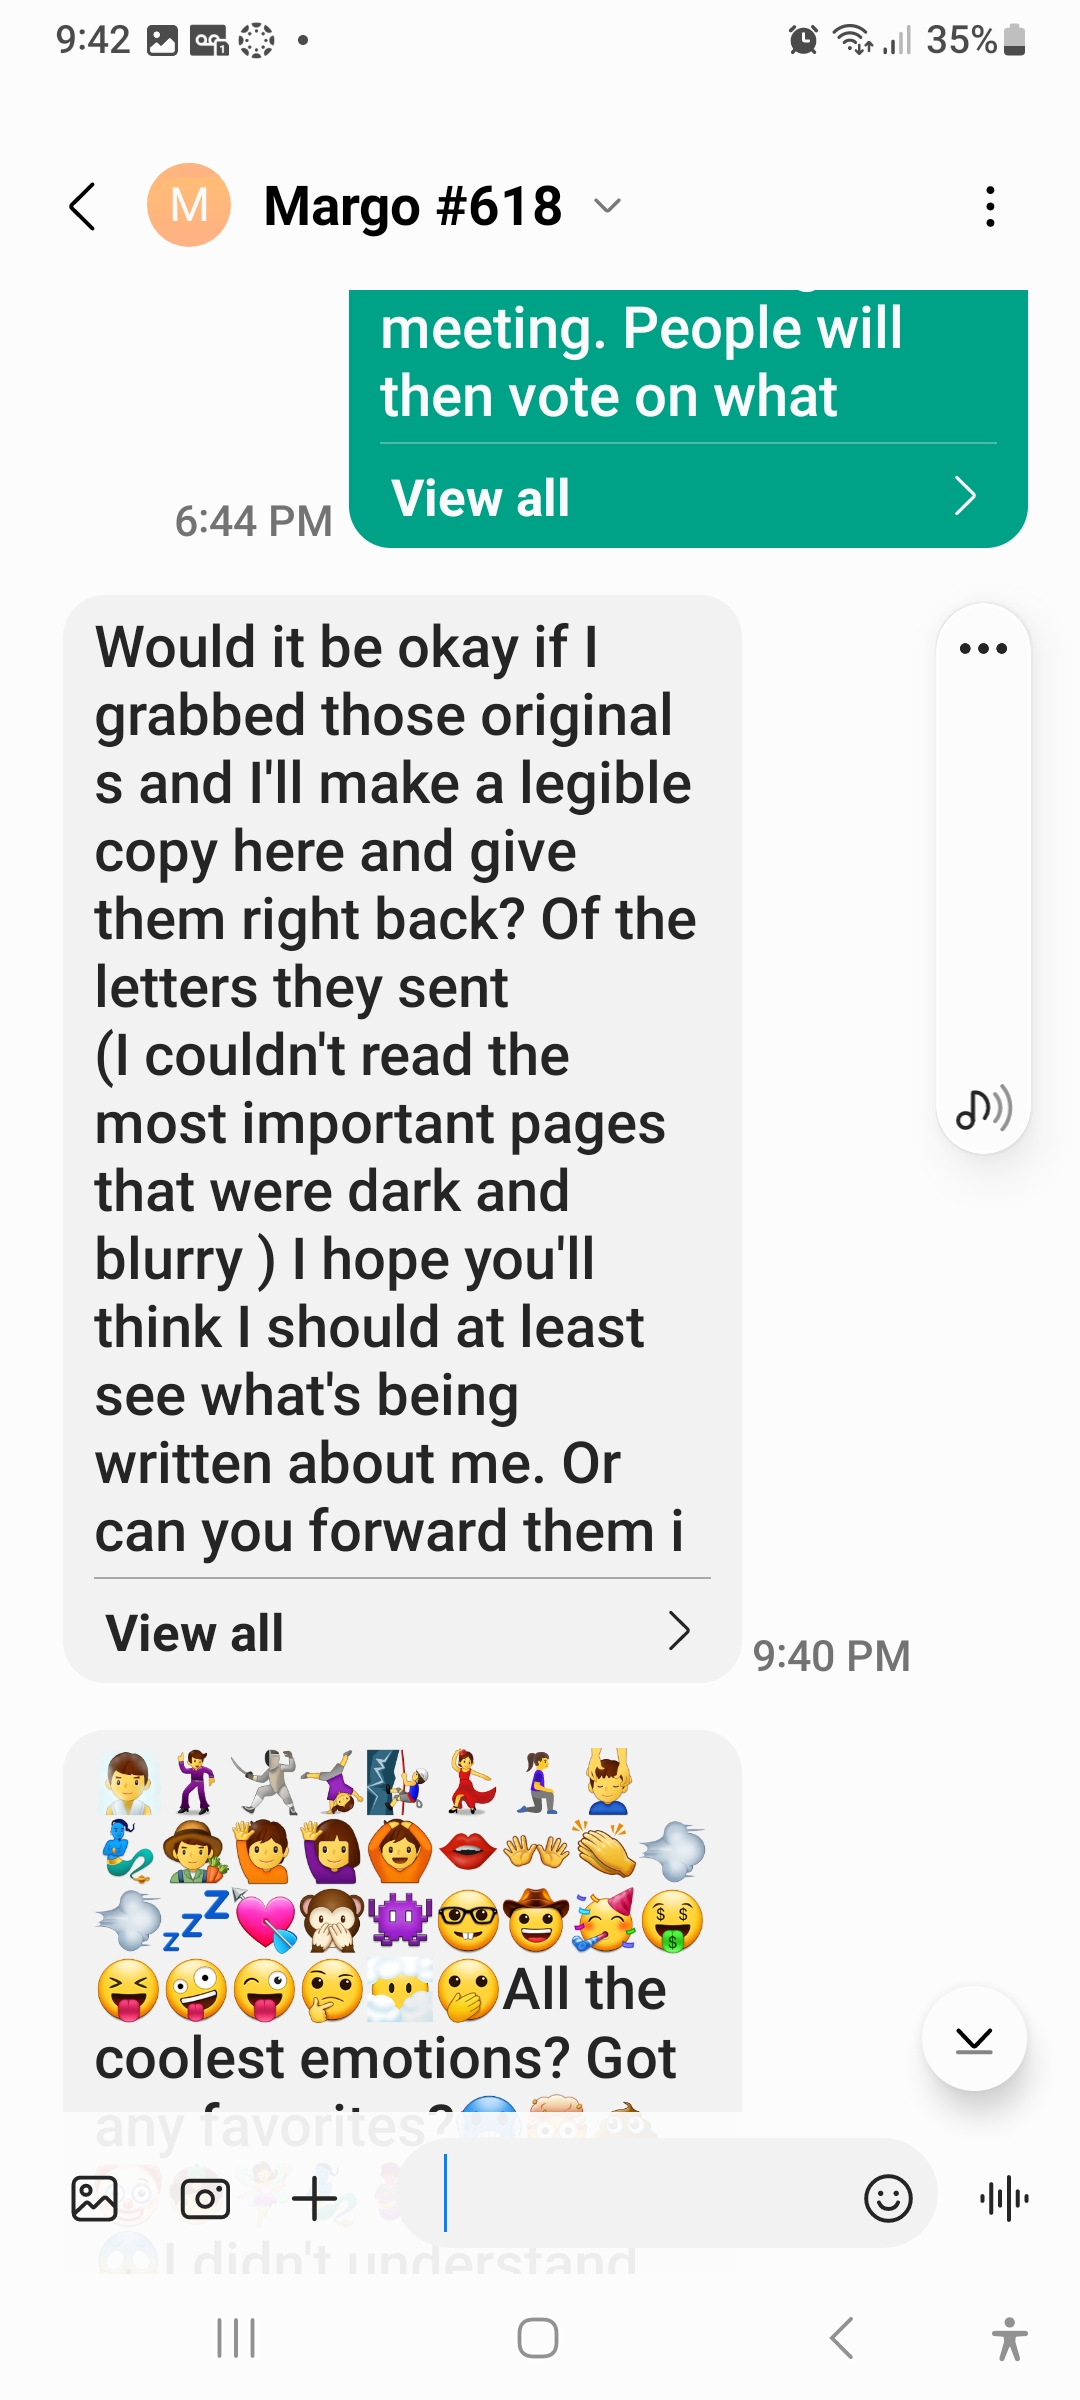 9:42 35%
M Margo #618
meeting. People will
then vote on what
View all
6:44 PM
Would it be okay if I
grabbed those original
s and I'll make a legible
copy here and give
them right back? Of the
letters they sent
(I couldn't read the
most important pages
that were dark and
blurry ) I hope you'll
think I should at least
see what's being
written about me. Or
can you forward them i
View all
9:40 PM
All the
coolest emotions? Got
any favorites?
I didn't understand